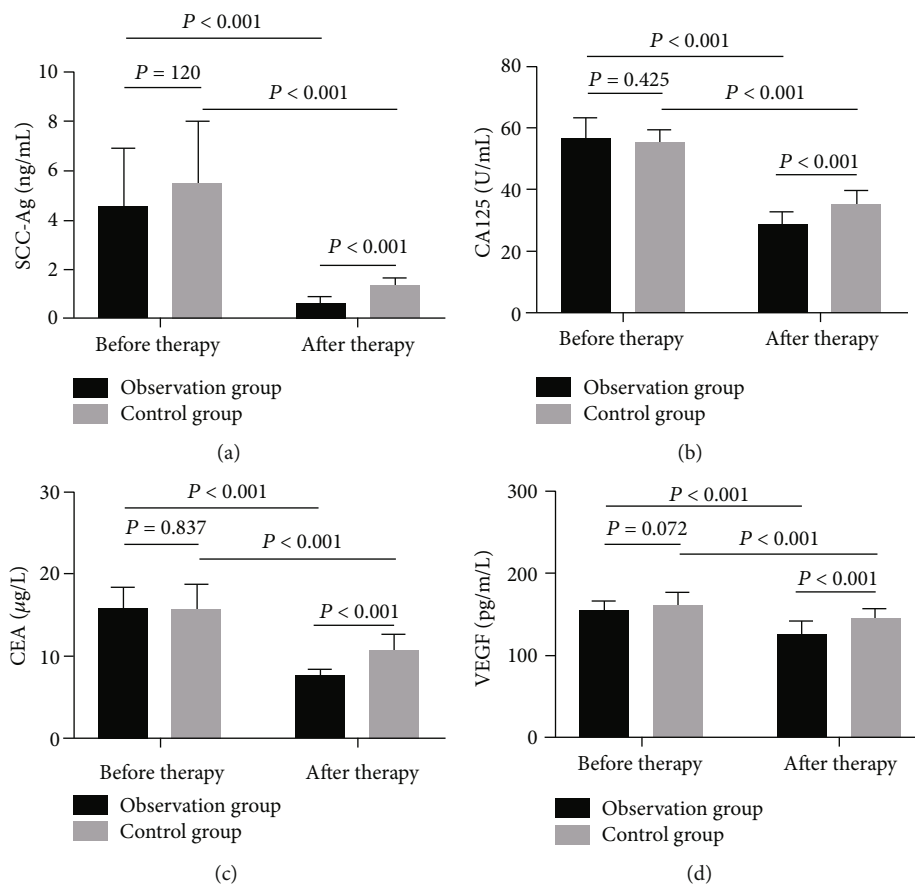 P < 0.001
P = 120
P < 0.001
P < 0.001
SCC-Ag (ng/mL)
10
8
6
4
2
0
Before therapy
After therapy
Observation group
Control group
(a)
P < 0.001
P = 0.425
P < 0.001
P < 0.001
CA125 (U/mL)
80
60
40
20
0
Before therapy
After therapy
Observation group
Control group
(b)
P < 0.001
P = 0.837
P < 0.001
P < 0.001
CEA (μg/L)
30
20
10
0
Before therapy
After therapy
Observation group
Control group
(c)
P < 0.001
P = 0.072
P < 0.001
P < 0.001
VEGF (pg/m/L)
300
200
150
100
0
Before therapy
After therapy
Observation group
Control group
(d)